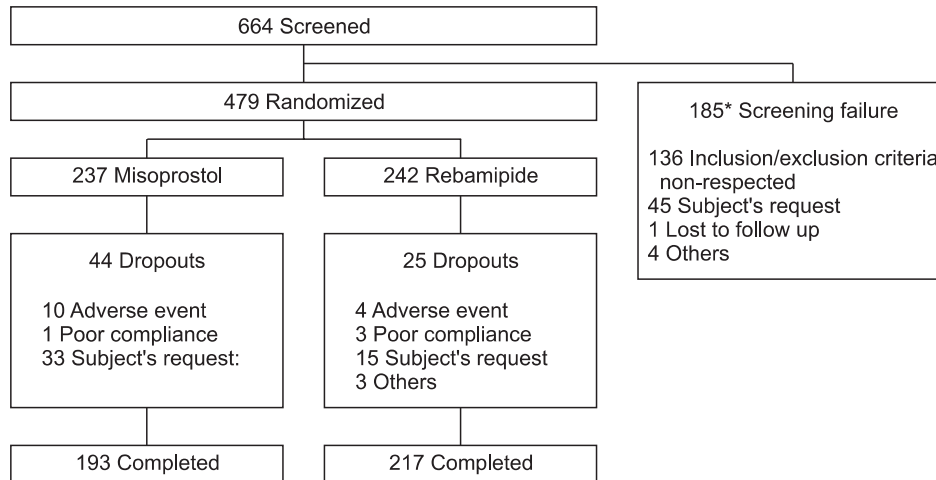 664 Screened
479 Randomized
185* Screening failure
136 Inclusion/exclusion criteria
non-respected
45 Subject's request
1 Lost to follow up
4 Others
237 Misoprostol
242 Rebamipide
44 Dropouts
10 Adverse event
1 Poor compliance
33 Subject's request:
25 Dropouts
4 Adverse event
3 Poor compliance
15 Subject's request
3 Others
193 Completed
217 Completed